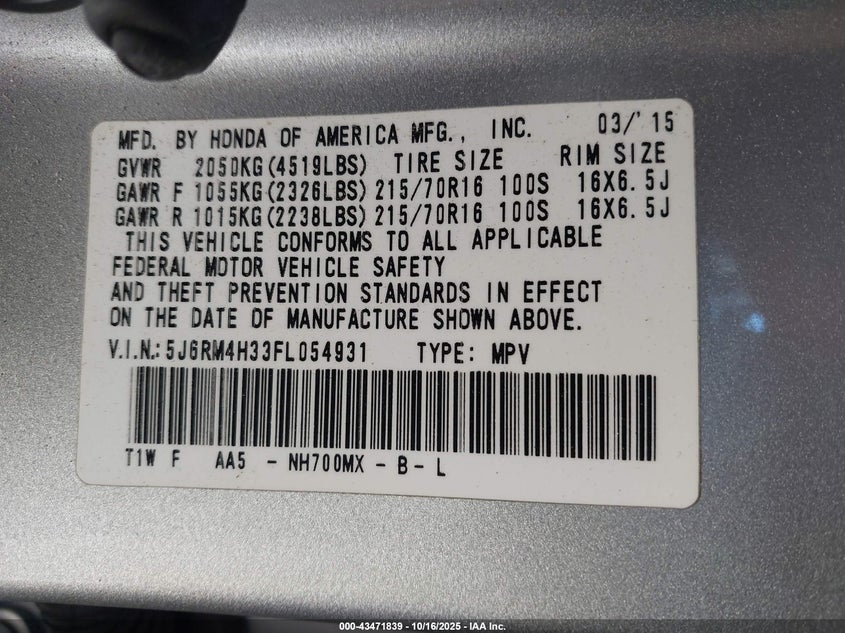 MFD. BY HONDA OF AMERICA MFG., INC. 03/'15
GVWR 2050KG(4519LBS) TIRE SIZE RIM SIZE
GAWR F 1055KG(2326LBS) 215/70R16 100S 16X6.5J
GAWR R 1015KG(2238LBS) 215/70R16 100S 16X6.5J
THIS VEHICLE CONFORMS TO ALL APPLICABLE
FEDERAL MOTOR VEHICLE SAFETY
AND THEFT PREVENTION STANDARDS IN EFFECT
ON THE DATE OF MANUFACTURE SHOWN ABOVE.
V.I.N.: 5J6RM4H33FL054931 TYPE: MPV
T1W F AA5 - NH700MX - B - L
000-43471839 - 10/16/2025 - IAA Inc.